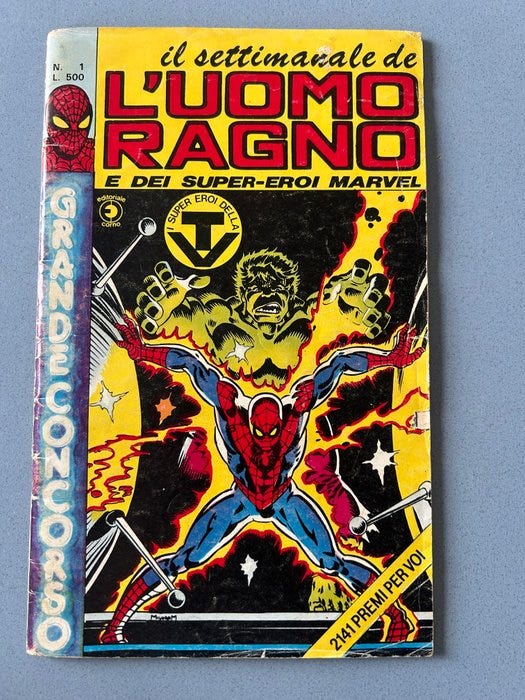 N. 1
L. 500
il settimanale de
L'UOMO
RAGNO
E DEI SUPER-EROI MARVEL
editoriale
corno
I SUPER EROI DELLA
TV
GRANDE CONCORSO
2141 PREMI PER VOI